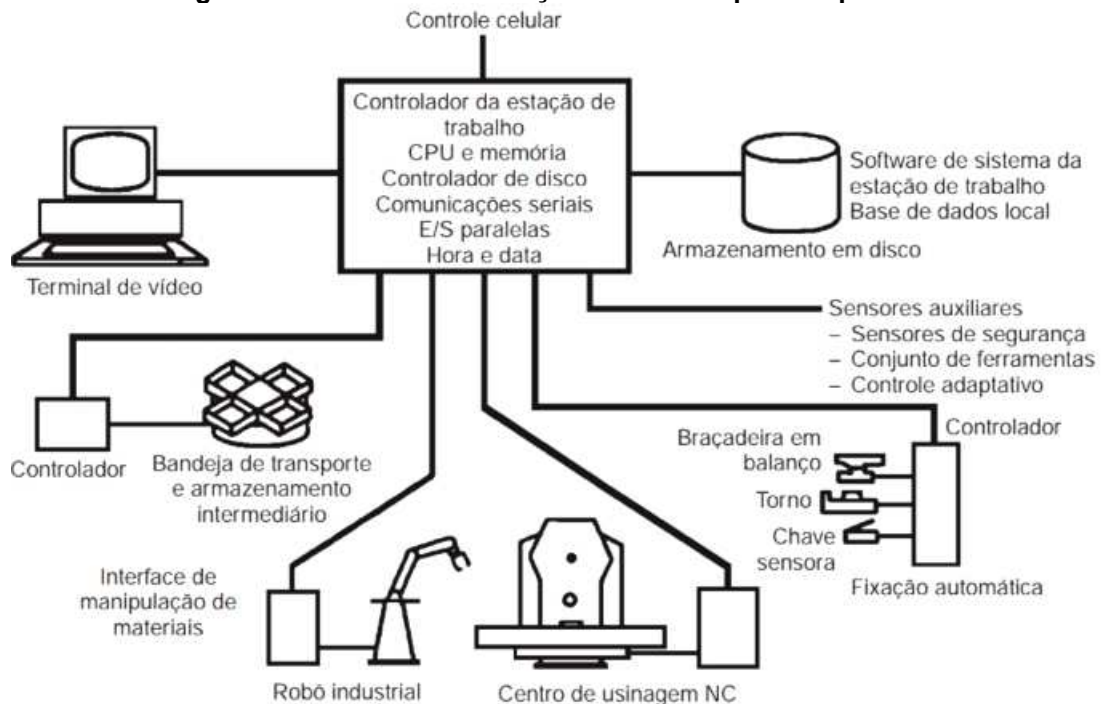 Controle celular
Controlador da estação de
trabalho
CPU e memória
Controlador de disco
Comunicações seriais
E/S paralelas
Hora e data
Terminal de vídeo
Software de sistema da
estação de trabalho
Base de dados local
Armazenamento em disco
Sensores auxiliares
– Sensores de segurança
– Conjunto de ferramentas
– Controle adaptativo
Controlador
Bandeja de transporte
e armazenamento
intermediário
Controlador
Braçadeira em
balanço
Torno
Chave
sensora
Fixação automática
Interface de
manipulação de
materiais
Robô industrial
Centro de usinagem NC